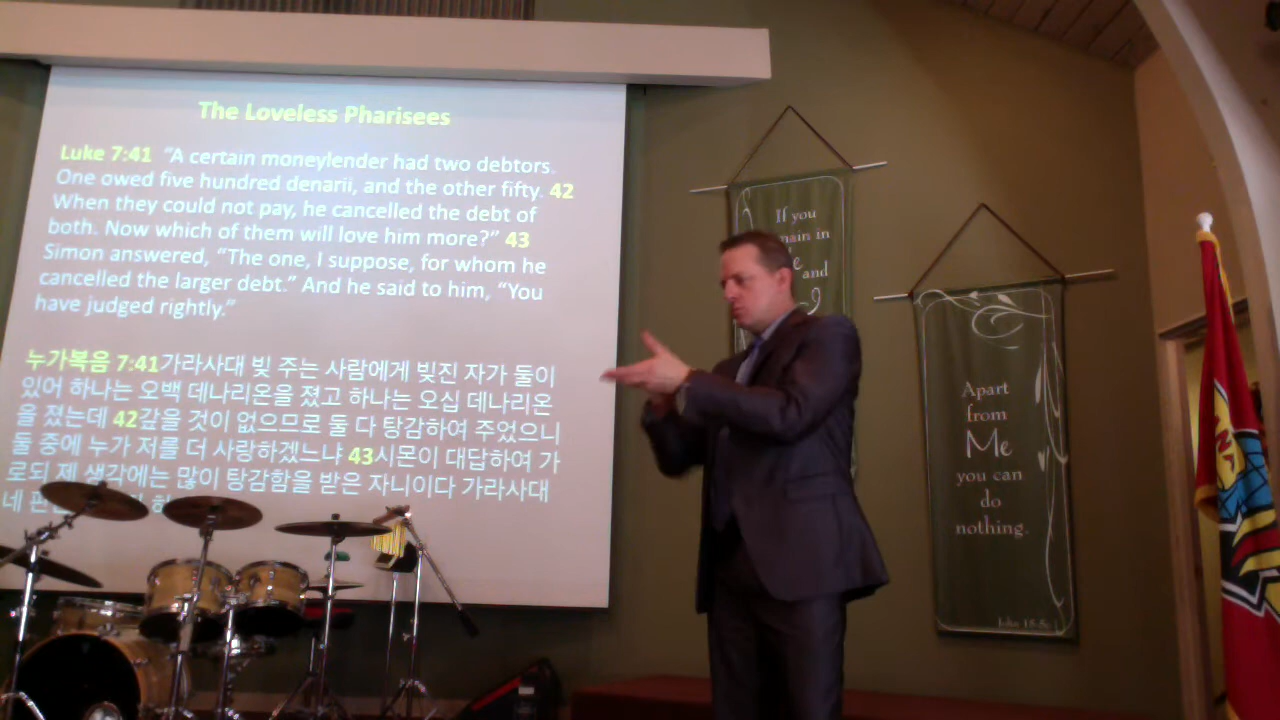 The Loveless Pharisees
Luke 7:41 “A certain moneylender had two debtors.
One owed five hundred denarii, and the other fifty. 42
When they could not pay, he cancelled the debt of
both. Now which of them will love him more?” 43
Simon answered, “The one, I suppose, for whom he
cancelled the larger debt.” And he said to him, “You
have judged rightly.”
누가복음 7:41가라사대 빚 주는 사람에게 빚진 자가 둘이
있어 하나는 오백 데나리온을 졌고 하나는 오십 데나리온
을 졌는데 42갚을 것이 없으므로 둘 다 탕감하여 주었으니
둘 중에 누가 저를 더 사랑하겠느냐 43시몬이 대답하여 가
로되 제 생각에는 많이 탕감함을 받은 자니이다 가라사대
네
If you
in
and
Apart
from
Me
you can
do
nothing.